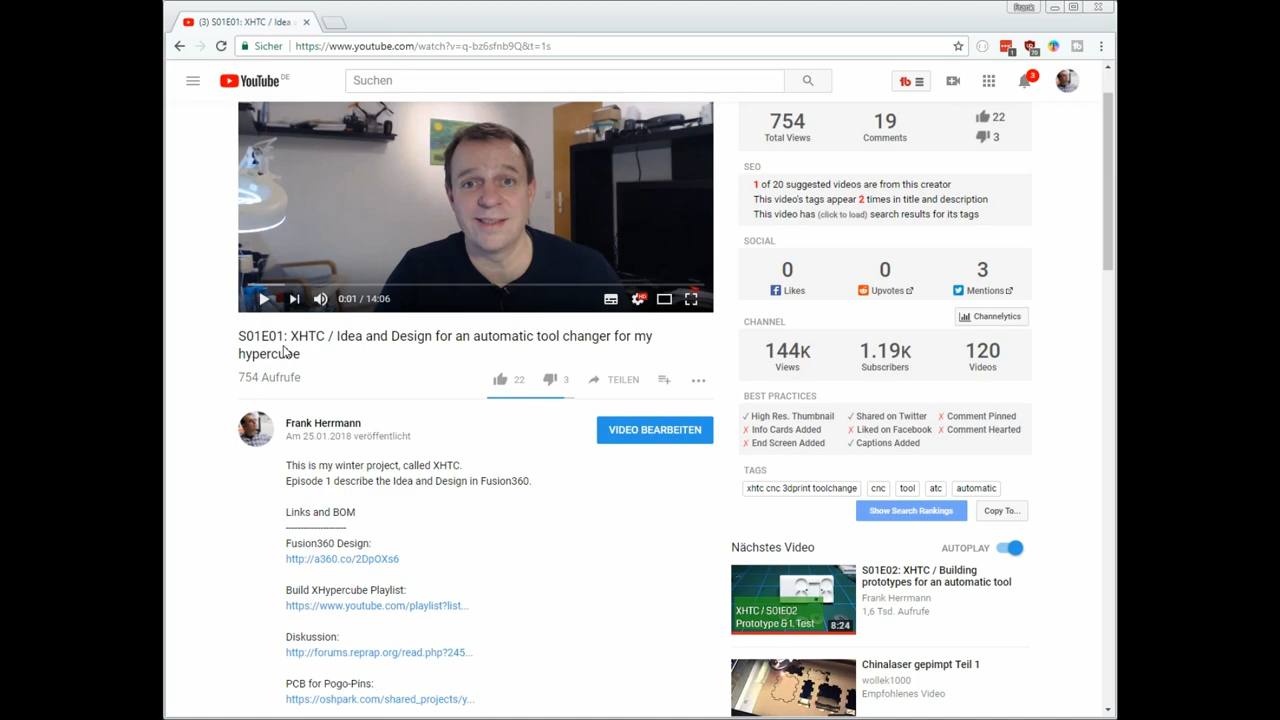 Frank
(3) S01E01: XHTC / Idea
Sicher
https://www.youtube.com/watch?v=q-bz6sfnb9Q&t=1s
YouTube DE
Suchen
3
0:01 / 14:06
S01E01: XHTC / Idea and Design for an automatic tool changer for my
hypercube
754 Aufrufe
22
3
TEILEN
Frank Herrmann
Am 25.01.2018 veröffentlicht
VIDEO BEARBEITEN
This is my winter project, called XHTC.
Episode 1 describe the Idea and Design in Fusion360.
Links and BOM
---------------------
Fusion360 Design:
http://a360.co/2DpOXs6
Build XHypercube Playlist:
https://www.youtube.com/playlist?list...
Diskussion:
http://forums.reprap.org/read.php?245...
PCB for Pogo-Pins:
https://oshpark.com/shared_projects/y...
754 19 22
Total Views Comments 3
SEO
1 of 20 suggested videos are from this creator
This video's tags appear 2 times in title and description
This video has (click to load) search results for its tags
SOCIAL
0 0 3
Likes Upvotes Mentions
CHANNEL
Channelytics
144K 1.19K 120
Views Subscribers Videos
BEST PRACTICES
✓ High Res. Thumbnail ✓ Shared on Twitter ✗ Comment Pinned
✗ Info Cards Added ✗ Liked on Facebook ✗ Comment Hearted
✗ End Screen Added ✓ Captions Added
TAGS
xhtc cnc 3dprint toolchange cnc tool atc automatic
Show Search Rankings Copy To...
Nächstes Video AUTOPLAY
XHTC / S01E02
Prototype & 1. Test
8:24
S01E02: XHTC / Building
prototypes for an automatic tool
Frank Herrmann
1,6 Tsd. Aufrufe
Chinalaser gepimpt Teil 1
wollek1000
Empfohlenes Video